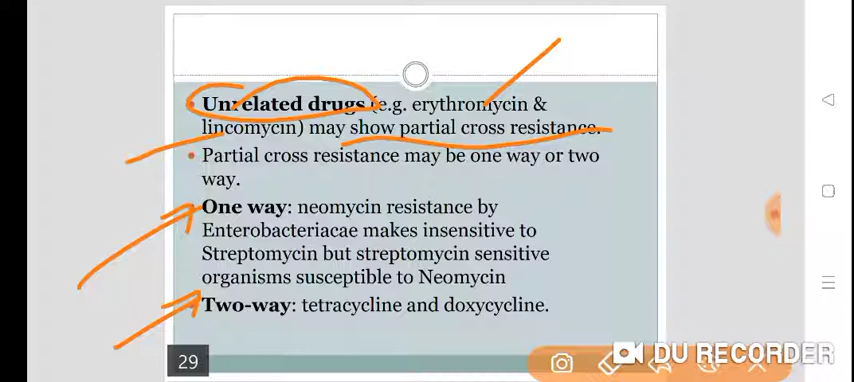 • Unrelated drugs (e.g. erythromycin &
lincomycin) may show partial cross resistance.
• Partial cross resistance may be one way or two
way.
• One way: neomycin resistance by
Enterobacteriacae makes insensitive to
Streptomycin but streptomycin sensitive
organisms susceptible to Neomycin
• Two-way: tetracycline and doxycycline.
29
DU RECORDER